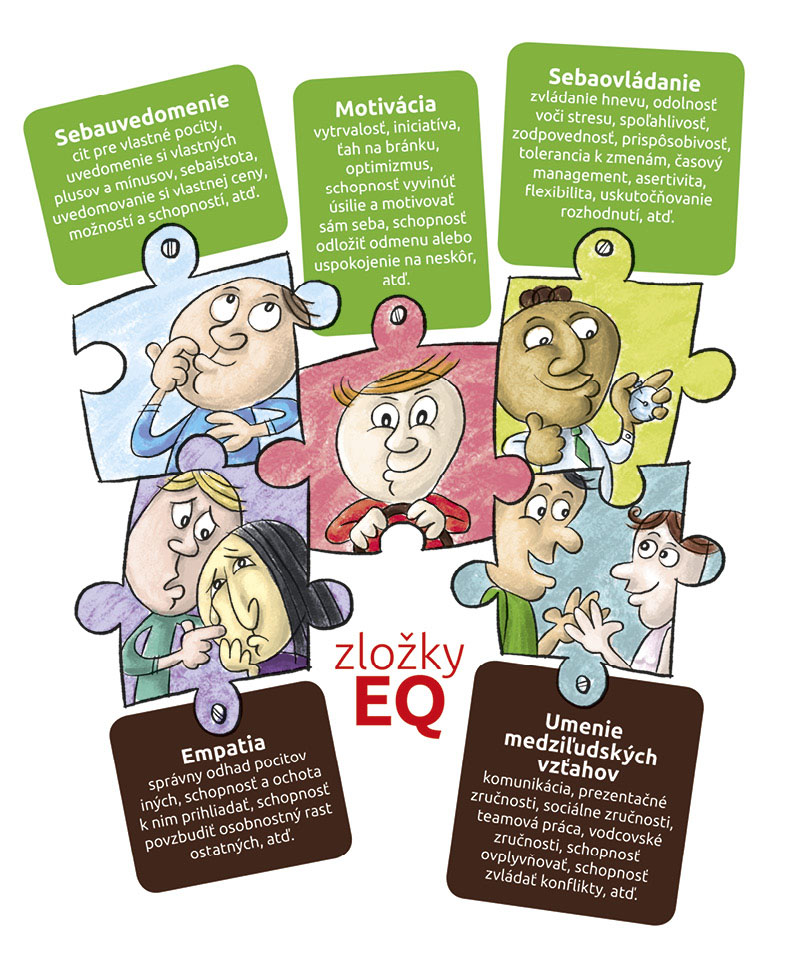 Sebauvedomenie
cit pre vlastné pocity,
uvedomenie si vlastných
plusov a mínusov, sebaistota,
uvedomovanie si vlastnej ceny,
možností a schopností, atď.
Motivácia
vytrvalosť, iniciatíva,
ťah na bránku,
optimizmus,
schopnosť vyvinúť
úsilie a motivovať
sám seba, schopnosť
odložiť odmenu alebo
uspokojenie na neskôr,
atď.
Sebaovládanie
zvládanie hnevu, odolnosť
voči stresu, spoľahlivosť,
zodpovednosť, prispôsobivosť,
tolerancia k zmenám, časový
management, asertivita,
flexibilita, uskutočňovanie
rozhodnutí, atď.
zložky
EQ
Empatia
správny odhad pocitov
iných, schopnosť a ochota
k nim prihliadať, schopnosť
povzbudiť osobnostný rast
ostatných, atď.
Umenie
medziľudských
vzťahov
komunikácia, prezentačné
zručnosti, sociálne zručnosti,
teamová práca, vodcovské
zručnosti, schopnosť
ovplyvňovať, schopnosť
zvládať konflikty, atď.